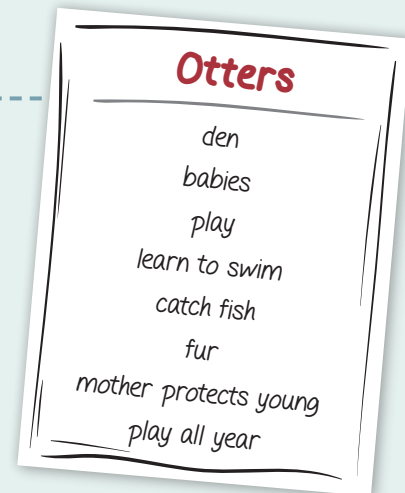 Otters
den
babies
play
learn to swim
catch fish
fur
mother protects young
play all year